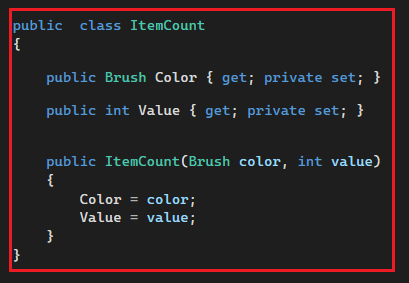 public  class ItemCount
{
public Brush Color { get; private set; }
public int Value { get; private set; }
public ItemCount(Brush color, int value)
{
Color = color;
Value = value;
}
}